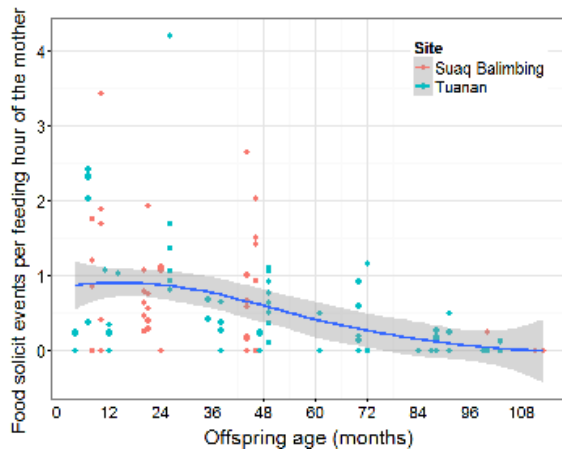 Food solicit events per feeding hour of the mother
4
3
2
1
0
Site
Suaq Balimbing
Tuanan
0 12 24 36 48 60 72 84 96 108
Offspring age (months)